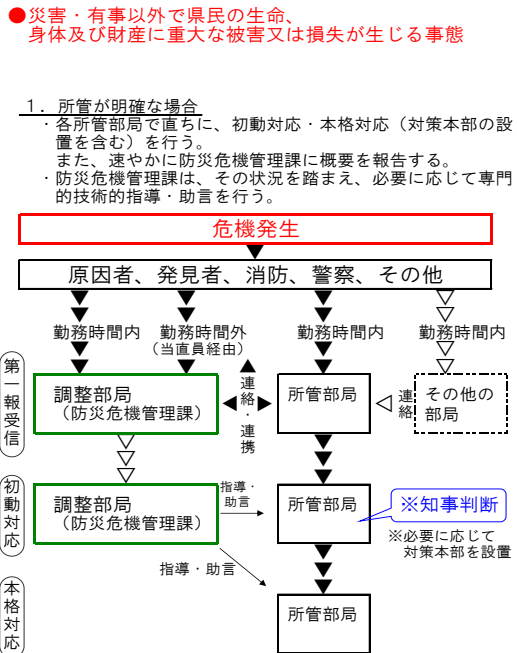 ●災害・有事以外で県民の生命、
身体及び財産に重大な被害又は損失が生じる事態
１．所管が明確な場合
・各所管部局で直ちに、初動対応・本格対応（対策本部の設
置を含む）を行う。
また、速やかに防災危機管理課に概要を報告する。
・防災危機管理課は、その状況を踏まえ、必要に応じて専門
的技術的指導・助言を行う。
危機発生
原因者、発見者、消防、警察、その他
勤務時間内
勤務時間外
（当直員経由）
勤務時間内
勤務時間内
第一報受信
調整部局
（防災危機管理課）
連絡・連携
所管部局
連絡
その他の
部局
初動対応
調整部局
（防災危機管理課）
指導・
助言
所管部局
※知事判断
※必要に応じて
対策本部を設置
指導・助言
本格対応
所管部局